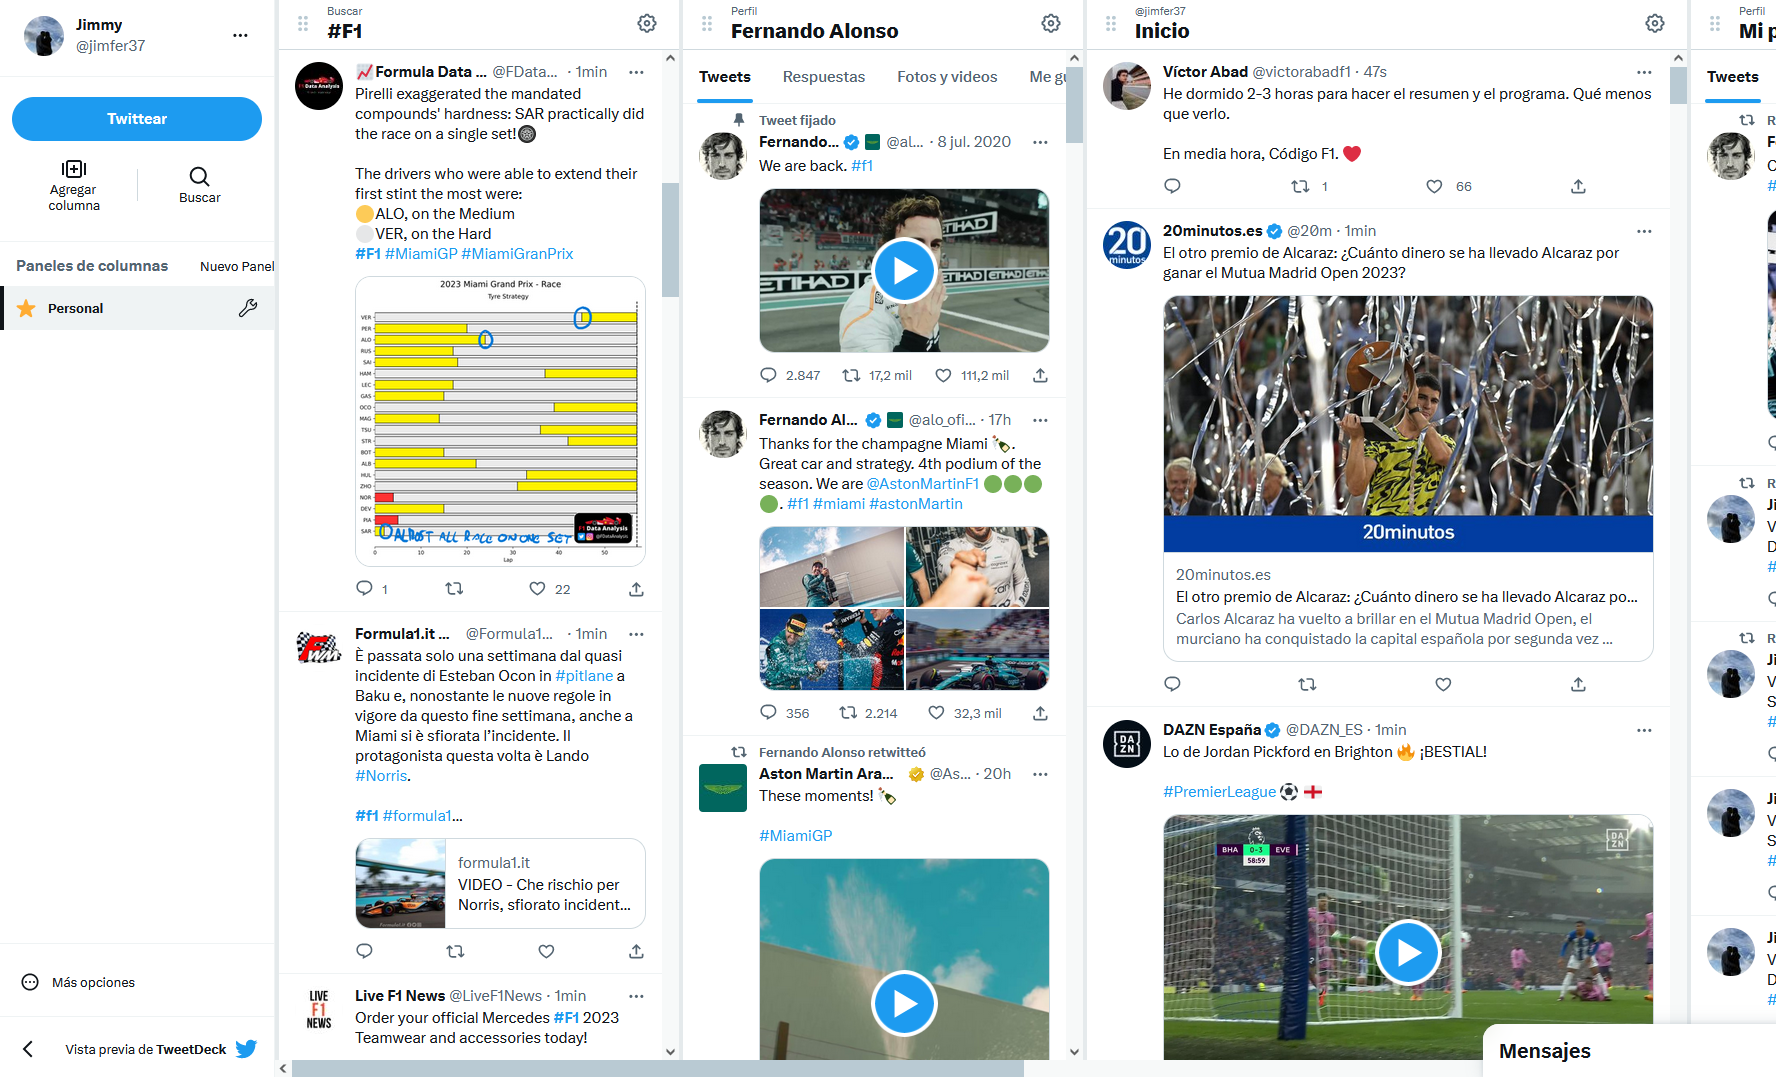 Jimmy
@jimfer37
Twittear
Agregar
columna
Buscar
Paneles de columnas
Nuevo Panel
Personal
Más opciones
Vista previa de TweetDeck
Buscar
#F1
Formula Data ... @FData... · 1min
Pirelli exaggerated the mandated
compounds' hardness: SAR practically did
the race on a single set!
The drivers who were able to extend their
first stint the most were:
ALO, on the Medium
VER, on the Hard
#F1 #MiamiGP #MiamiGranPrix
2023 Miami Grand Prix - Race
Tyre Strategy
VER
PER
ALO
RUS
SAI
HAM
LEC
GAS
OCO
MAG
TSU
STR
BOT
ALB
HUL
ZHO
NOR
DEV
PIA
SAR
ALMOST ALL RACE ON ONE SET
F1 Data Analysis
@F1DataAnalysis
0 10 20 30 40 50
Lap
1 22
Formula1.it ... @Formula1... · 1min
È passata solo una settimana dal quasi
incidente di Esteban Ocon in #pitlane a
Baku e, nonostante le nuove regole in
vigore da questo fine settimana, anche a
Miami si è sfiorata l'incidente. Il
protagonista questa volta è Lando
#Norris.
#f1 #formula1...
formula1.it
VIDEO - Che rischio per
Norris, sfiorato incident...
LIVE
F1
NEWS
Live F1 News @LiveF1News · 1min
Order your official Mercedes #F1 2023
Teamwear and accessories today!
Perfil
Fernando Alonso
Tweets Respuestas Fotos y videos Me gu
Tweet fijado
Fernando... @al... · 8 jul. 2020
We are back. #f1
ETIHAD
2.847 17,2 mil 111,2 mil
Fernando Al... @alo_ofi... · 17h
Thanks for the champagne Miami .
Great car and strategy. 4th podium of the
season. We are @AstonMartinF1
. #f1 #miami #astonMartin
356 2.214 32,3 mil
Fernando Alonso retwitteó
Aston Martin Ara... @As... · 20h
These moments!
#MiamiGP
@jimfer37
Inicio
Víctor Abad @victorabadf1 · 47s
He dormido 2-3 horas para hacer el resumen y el programa. Qué menos
que verlo.
En media hora, Código F1.
1 66
20
minutos
20minutos.es @20m · 1min
El otro premio de Alcaraz: ¿Cuánto dinero se ha llevado Alcaraz por
ganar el Mutua Madrid Open 2023?
20minutos
20minutos.es
El otro premio de Alcaraz: ¿Cuánto dinero se ha llevado Alcaraz po...
Carlos Alcaraz ha vuelto a brillar en el Mutua Madrid Open, el
murciano ha conquistado la capital española por segunda vez ...
DA
ZN
DAZN España @DAZN_ES · 1min
Lo de Jordan Pickford en Brighton ¡BESTIAL!
#PremierLeague
BHA 0-3 EVE
58:59
DA
ZN
Mensajes
Perfil
Mi p
Tweets